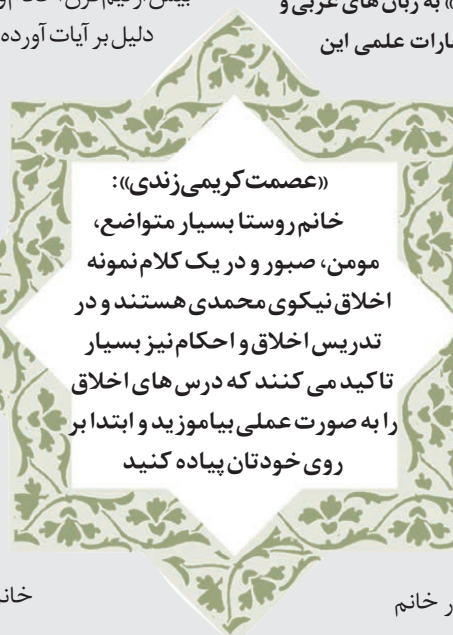 به زبان های عربی و
این علمی
دلیل بر آیات آورده
«عصمت کریمی زندی»:
خانم روستا بسیار متواضع،
مومن، صبور و در یک کلام نمونه
اخلاق نیکوی محمدی هستند و در
تدریس اخلاق و احکام نیز بسیار
تاکید می کنند که درس های اخلاق
را به صورت عملی بیاموزید و ابتدا بر
روی خودتان پیاده کنید
خانم